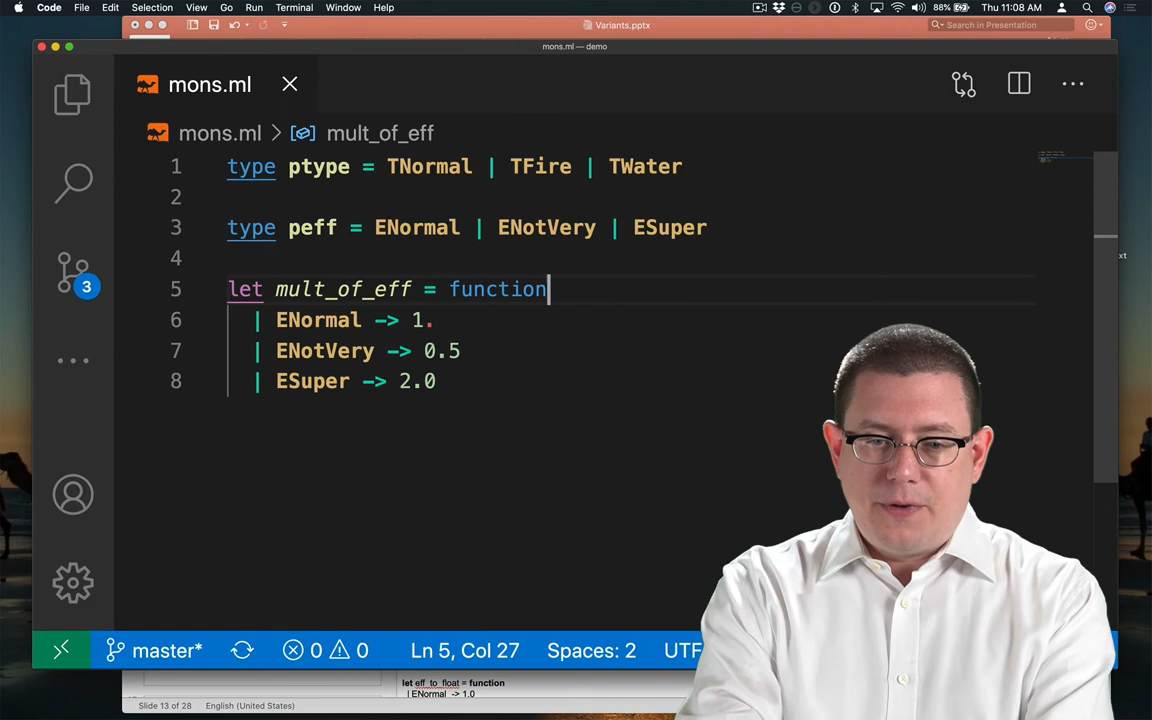 Code File Edit Selection View Go Run Terminal Window Help 88% Thu 11:08 AM
Variants.pptx Search in Presentation
mons.ml — demo
mons.ml
mons.ml > mult_of_eff
1 type ptype = TNormal | TFire | TWater
2
3 type peff = ENormal | ENotVery | ESuper
4
5 let mult_of_eff = function
6 | ENormal -> 1.
7 | ENotVery -> 0.5
8 | ESuper -> 2.0
xt
3
master* 0 0 Ln 5, Col 27 Spaces: 2 UTF
let eff_to_float = function
| ENormal -> 1.0
Slide 13 of 28 English (United States)